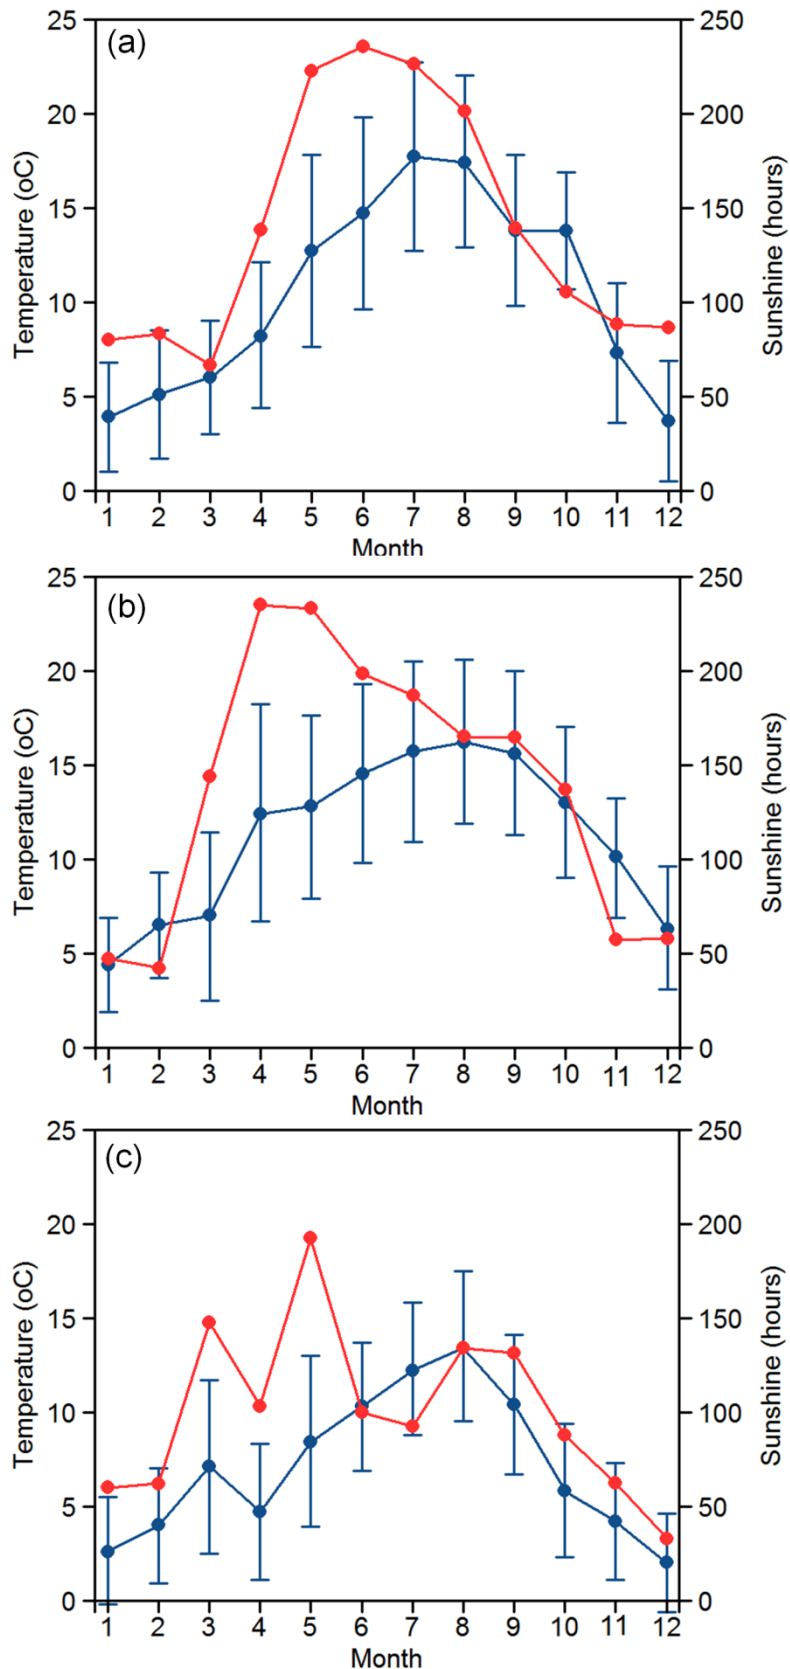 (a)
25 250
20 200
15 150
10 100
5 50
0 0
Temperature (oC)
Sunshine (hours)
1 2 3 4 5 6 7 8 9 10 11 12
Month
(b)
25 250
20 200
15 150
10 100
5 50
0 0
Temperature (oC)
Sunshine (hours)
1 2 3 4 5 6 7 8 9 10 11 12
Month
(c)
25 250
20 200
15 150
10 100
5 50
0 0
Temperature (oC)
Sunshine (hours)
1 2 3 4 5 6 7 8 9 10 11 12
Month